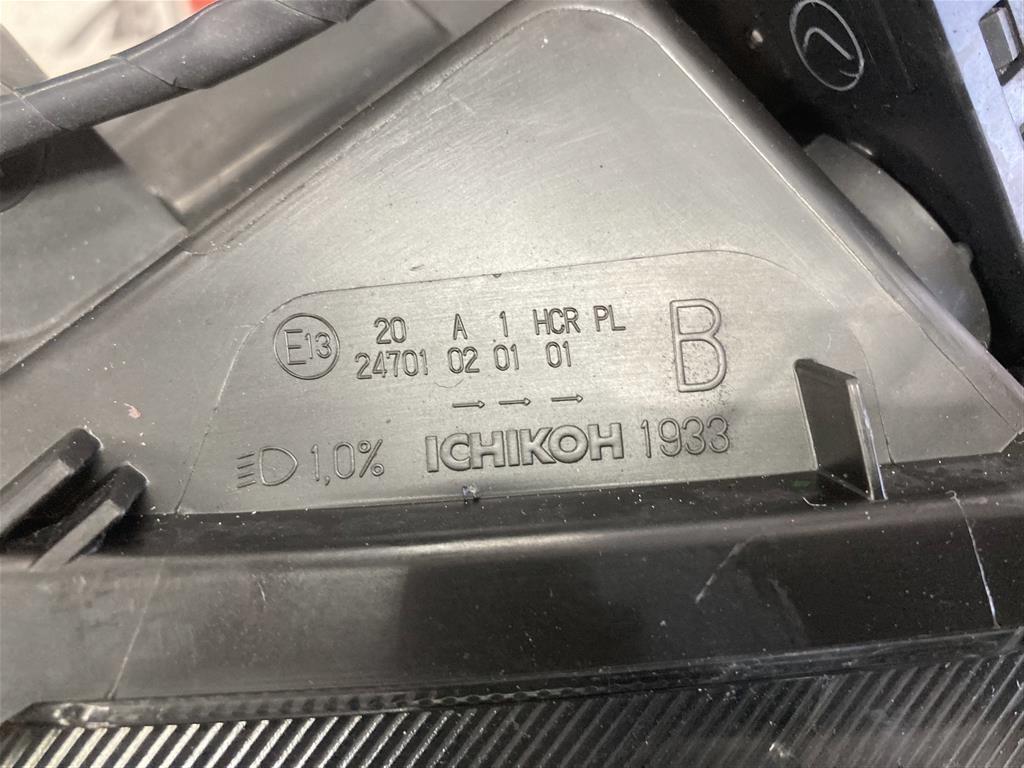 E13 20 A 1 HCR PL
24701 02 01 01
B
1,0% ICHIKOH 1933